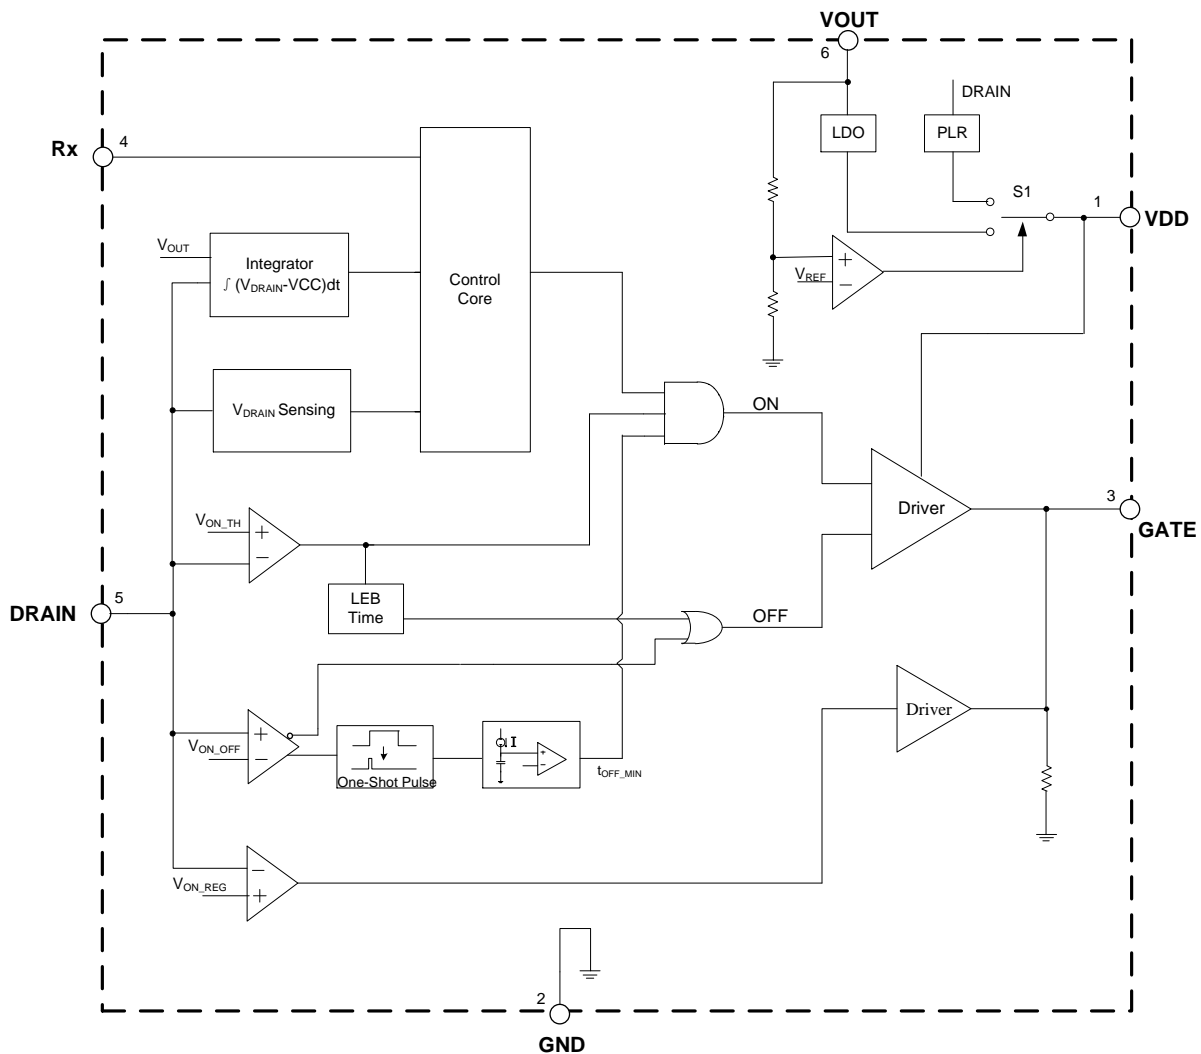 VOUT
6
DRAIN
LDO
PLR
4
Rx
S1
1
VDD
VOUT
Integrator
∫ (VDRAIN-VCC)dt
Control
Core
+
VREF
−
VDRAIN Sensing
ON
VON_TH
+
−
Driver
3
GATE
LEB
Time
5
DRAIN
OFF
Driver
+
VON_OFF
−
I
+
−
One-Shot Pulse
tOFF_MIN
−
VON_REG
+
2
GND